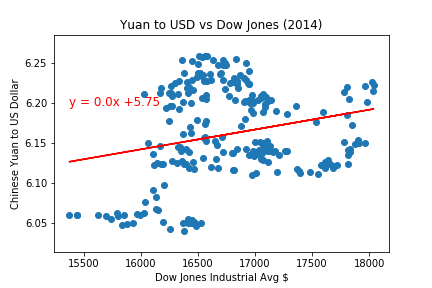 Yuan to USD vs Dow Jones (2014)
y = 0.0x +5.75
Chinese Yuan to US Dollar
6.25
6.20
6.15
6.10
6.05
15500 16000 16500 17000 17500 18000
Dow Jones Industrial Avg $